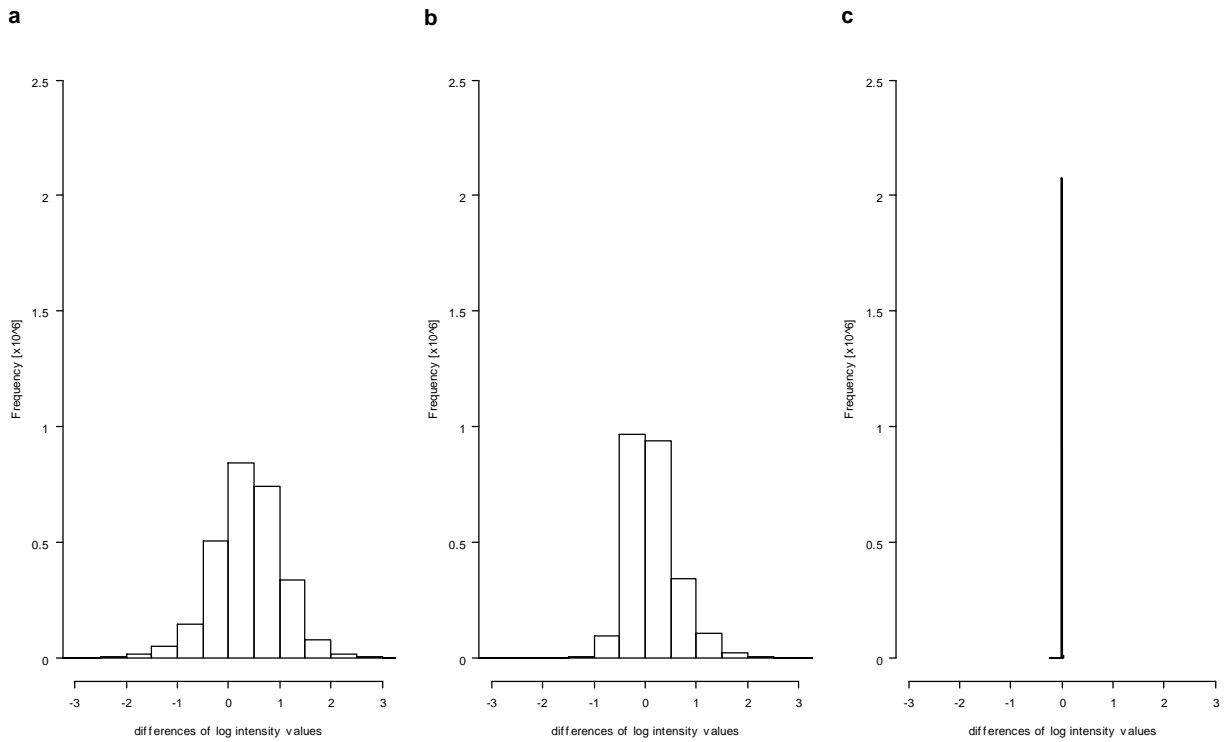 a
b
c
2.5
2
1.5
1
0.5
0
Frequency [x10^6]
-3 -2 -1 0 1 2 3
differences of log intensity values
2.5
2
1.5
1
0.5
0
Frequency [x10^6]
-3 -2 -1 0 1 2 3
differences of log intensity values
2.5
2
1.5
1
0.5
0
Frequency [x10^6]
-3 -2 -1 0 1 2 3
differences of log intensity values